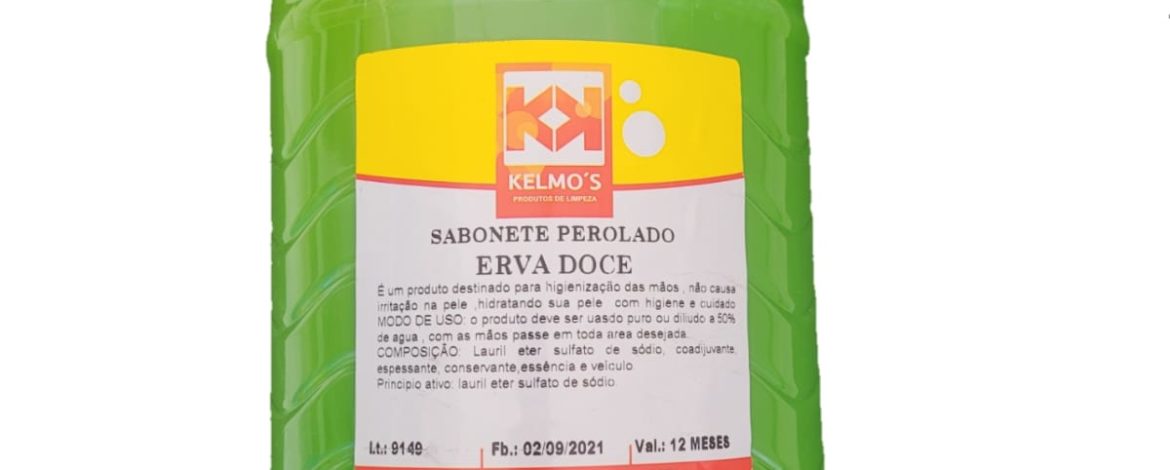 KELMO´S
PRODUTOS DE LIMPEZA
SABONETE PEROLADO
ERVA DOCE
É um produto destinado para higienização das mãos , não causa
irritação na pele ,hidratando sua pele com higiene e cuidado
MODO DE USO: o produto deve ser uasdo puro ou diliudo a 50%
de agua , com as mãos passe em toda area desejada.
COMPOSIÇÃO: Lauril eter sulfato de sódio, coadjuvante,
espessante, conservante,essência e veículo
Principio ativo: lauril eter sulfato de sódio.
Lt.: 9149 Fb.: 02/09/2021 Val.: 12 MESES